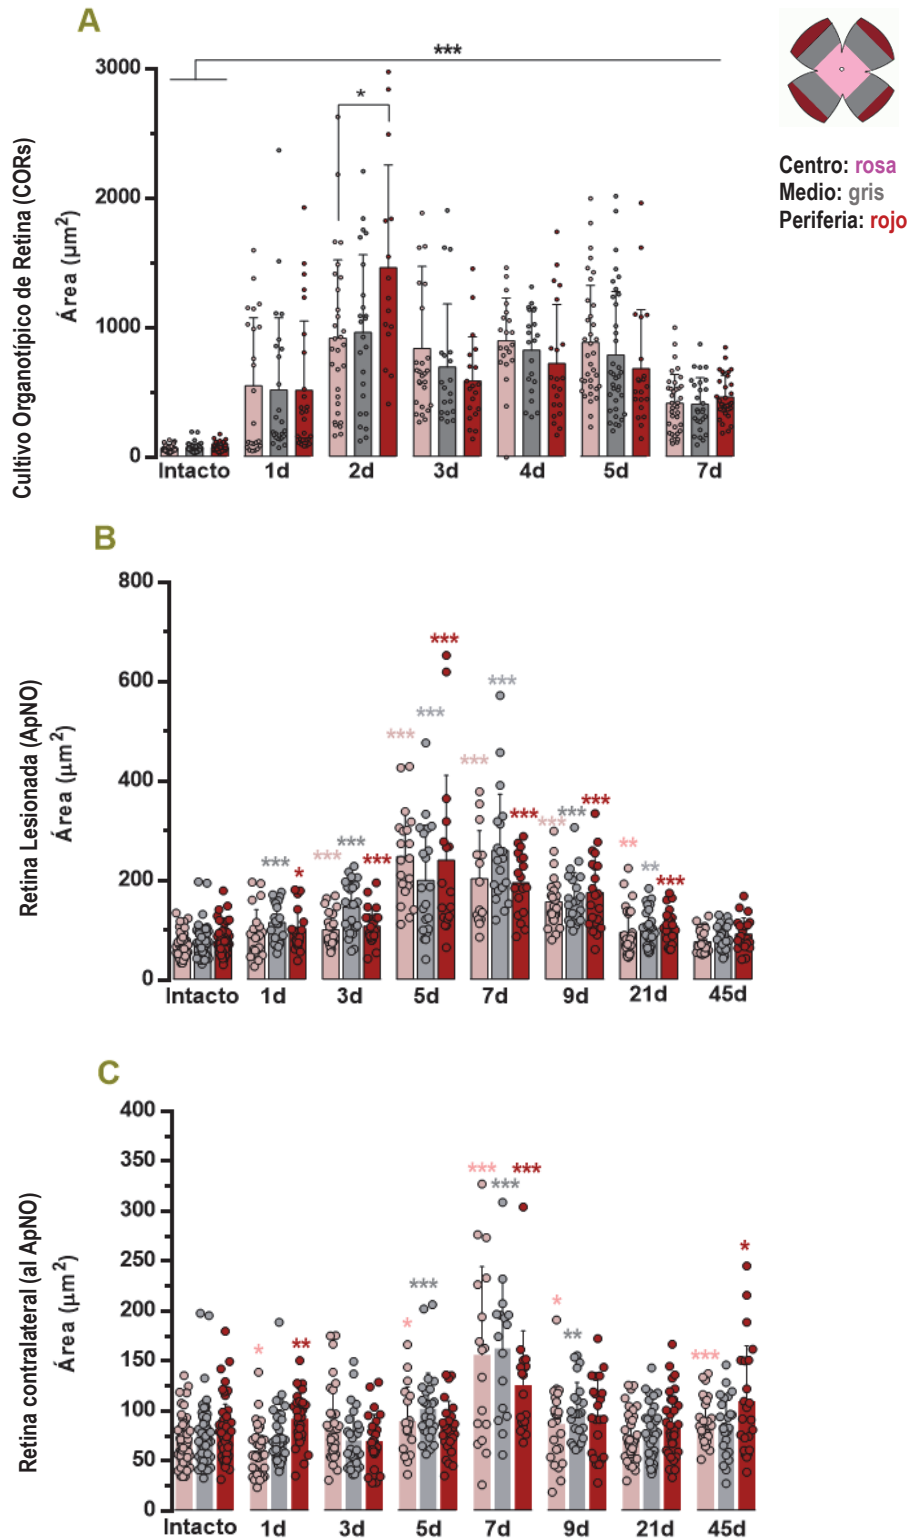 A
***
*
3000
2000
1000
0
Cultivo Organotípico de Retina (CORs)
Área (µm²)
Intacto 1d 2d 3d 4d 5d 7d
Centro: rosa
Medio: gris
Periferia: rojo
B
800
600
400
200
0
Retina Lesionada (ApNO)
Área (µm²)
*** * *** *** *** *** *** *** *** *** *** *** *** *** ** ** ***
Intacto 1d 3d 5d 7d 9d 21d 45d
C
400
350
300
250
200
150
100
50
0
Retina contralateral (al ApNO)
Área (µm²)
* ** * *** *** *** *** * ** *** *
Intacto 1d 3d 5d 7d 9d 21d 45d